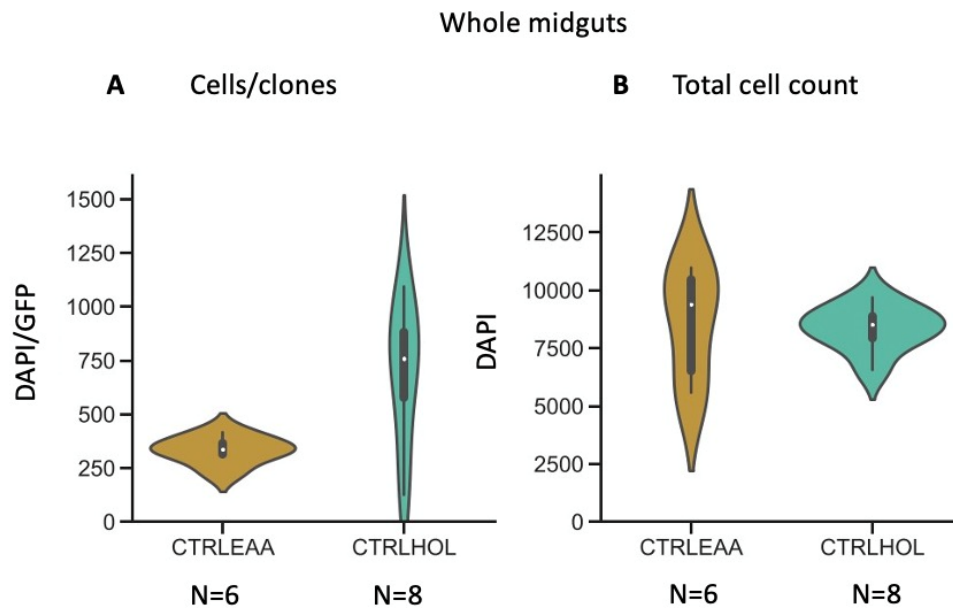 Whole midguts
A Cells/clones
DAPI/GFP
1500
1250
1000
750
500
250
0
CTRLEAA CTRLHOL
N=6 N=8
B Total cell count
DAPI
12500
10000
7500
5000
2500
0
CTRLEAA CTRLHOL
N=6 N=8